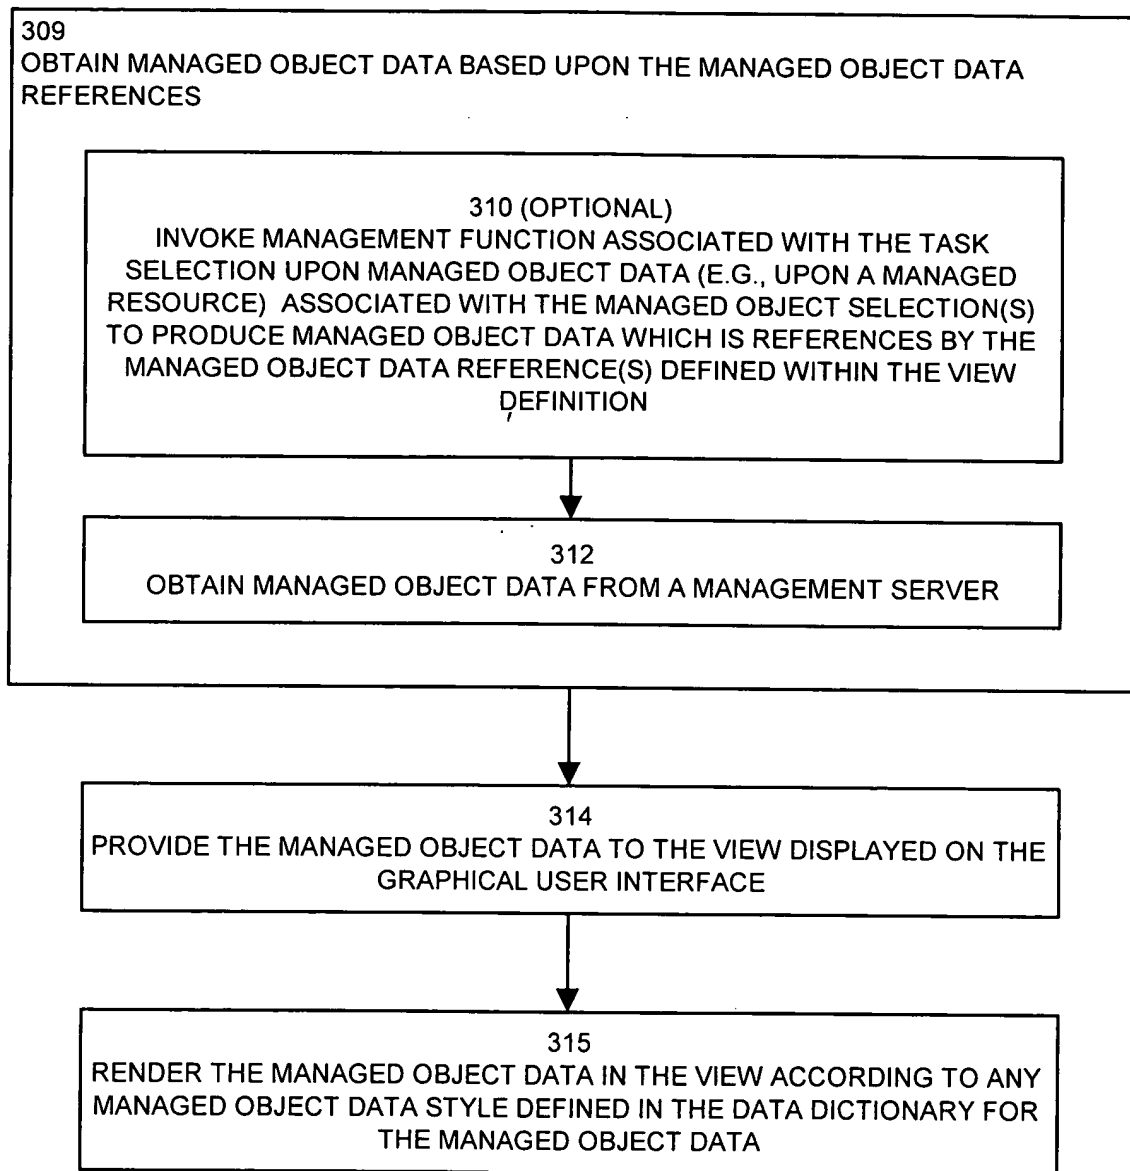 309
OBTAIN MANAGED OBJECT DATA BASED UPON THE MANAGED OBJECT DATA
REFERENCES
310 (OPTIONAL)
INVOKE MANAGEMENT FUNCTION ASSOCIATED WITH THE TASK
SELECTION UPON MANAGED OBJECT DATA (E.G., UPON A MANAGED
RESOURCE) ASSOCIATED WITH THE MANAGED OBJECT SELECTION(S)
TO PRODUCE MANAGED OBJECT DATA WHICH IS REFERENCES BY THE
MANAGED OBJECT DATA REFERENCE(S) DEFINED WITHIN THE VIEW
DEFINITION
312
OBTAIN MANAGED OBJECT DATA FROM A MANAGEMENT SERVER
314
PROVIDE THE MANAGED OBJECT DATA TO THE VIEW DISPLAYED ON THE
GRAPHICAL USER INTERFACE
315
RENDER THE MANAGED OBJECT DATA IN THE VIEW ACCORDING TO ANY
MANAGED OBJECT DATA STYLE DEFINED IN THE DATA DICTIONARY FOR
THE MANAGED OBJECT DATA